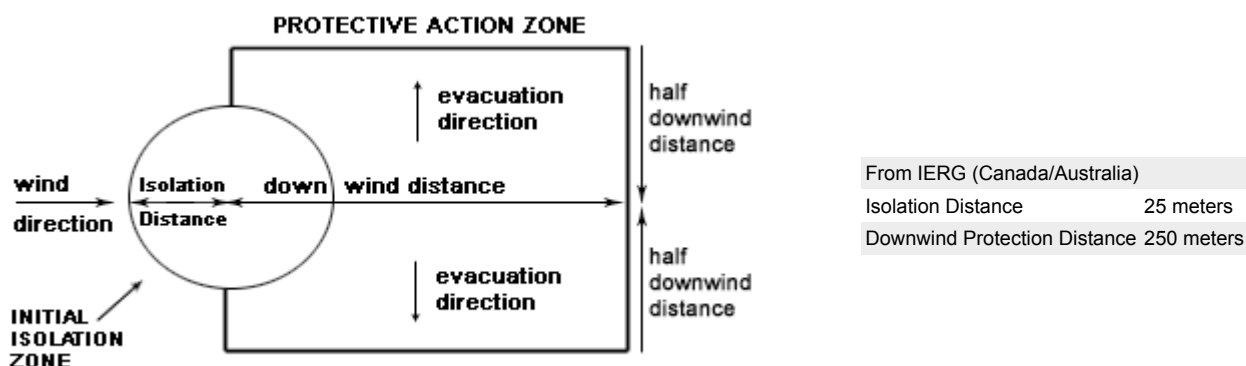 PROTECTIVE ACTION ZONE
evacuation
direction
half
downwind
distance
wind
direction
Isolation
Distance
down wind distance
evacuation
direction
half
downwind
distance
INITIAL
ISOLATION
ZONE
From IERG (Canada/Australia)
Isolation Distance 25 meters
Downwind Protection Distance 250 meters